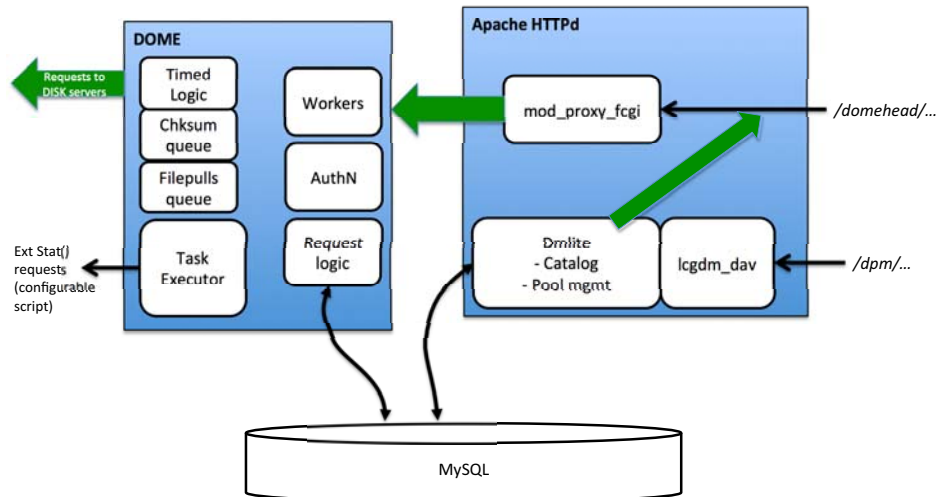 DOME
Apache HTTPd
Requests to
DISK servers
Timed
Logic
Chksum
queue
Filepulls
queue
Task
Executor
Workers
AuthN
Request
logic
mod_proxy_fcgi
/domehead/...
Dmlite
- Catalog
- Pool mgmt
lcgdm_dav
/dpm/...
Ext Stat()
requests
(configurable
script)
MySQL